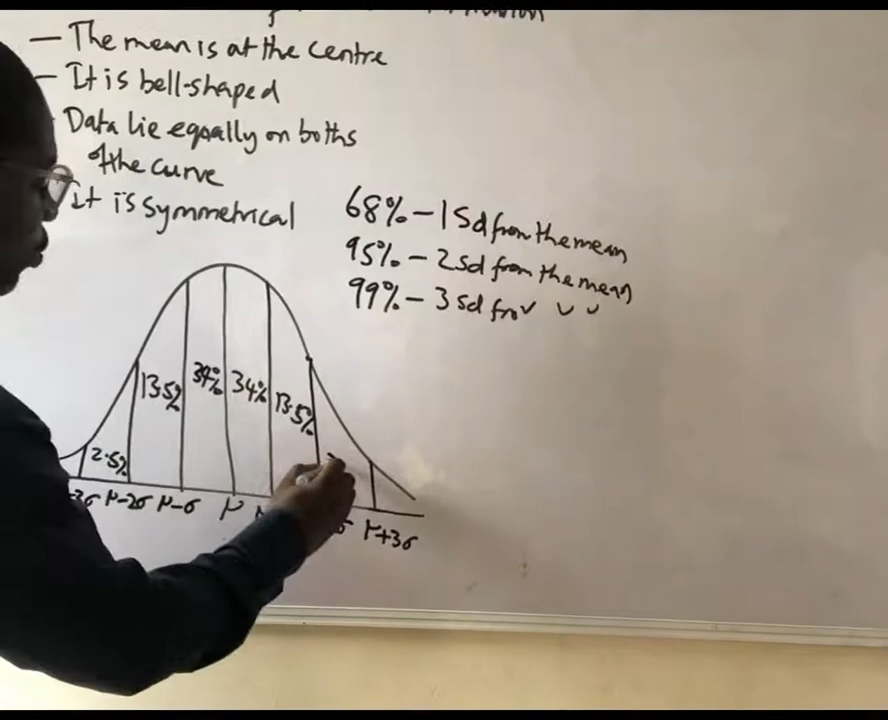 — The mean is at the centre
— It is bell-shaped
Data lie equally on boths
of the curve
It is symmetrical
68% – 1 Sd from the mean
95% – 2 sd from the mean
99% – 3 sd fro
13.5% 34% 34% 13.5%
2.5%
3σ μ-2σ μ-σ μ μ+3σ